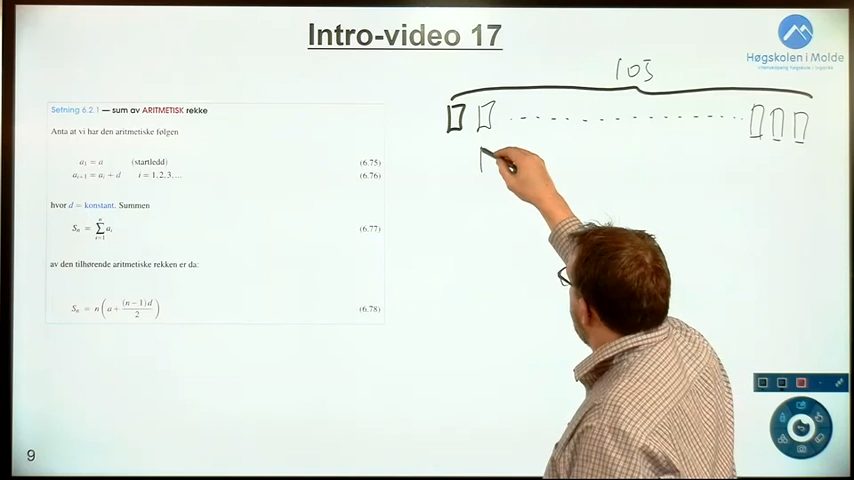 Intro-video 17
Høgskolen i Molde
Setning 6.2.1 — sum av ARITMETISK rekke
Anta at vi har den aritmetiske følgen
a₁ = a (startledd) (6.75)
aᵢ₊₁ = aᵢ + d i = 1,2,3,... (6.76)
hvor d = konstant. Summen
Sₙ = ∑ⁿᵢ₌₁ aᵢ (6.77)
av den tilhørende aritmetiske rekken er da:
Sₙ = n(a + (n−1)d/2) (6.78)
103
9